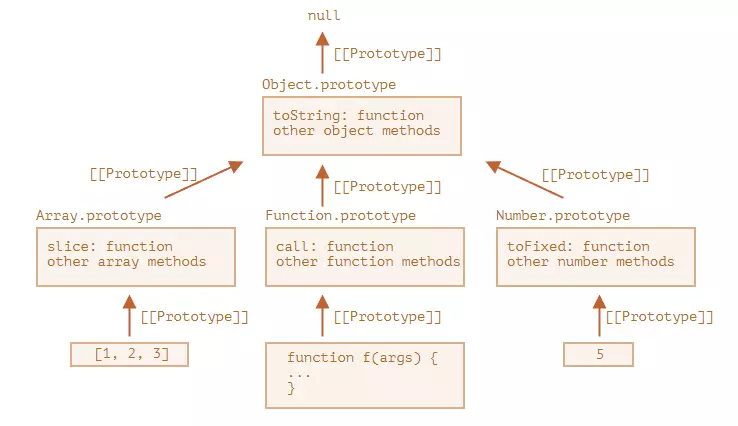 null
[[Prototype]]
Object.prototype
toString: function
other object methods
[[Prototype]]
[[Prototype]]
[[Prototype]]
Array.prototype
Function.prototype
Number.prototype
slice: function
other array methods
call: function
other function methods
toFixed: function
other number methods
[[Prototype]]
[[Prototype]]
[[Prototype]]
[1, 2, 3]
function f(args) {
...
}
5